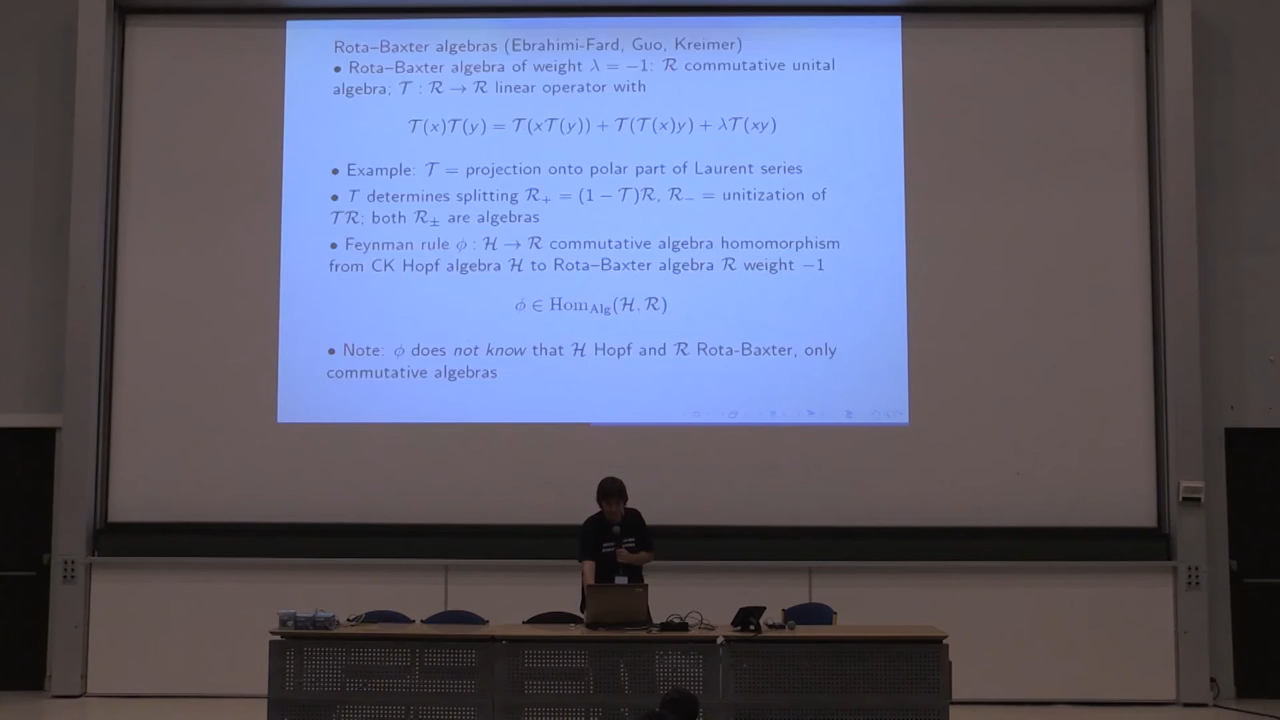 Rota–Baxter algebras (Ebrahimi-Fard, Guo, Kreimer)
• Rota–Baxter algebra of weight λ = −1: ℛ commutative unital
algebra; 𝒯 : ℛ → ℛ linear operator with
𝒯(x)𝒯(y) = 𝒯(x𝒯(y)) + 𝒯(𝒯(x)y) + λ𝒯(xy)
• Example: 𝒯 = projection onto polar part of Laurent series
• 𝒯 determines splitting ℛ₊ = (1 − 𝒯)ℛ, ℛ₋ = unitization of
𝒯ℛ; both ℛ± are algebras
• Feynman rule ϕ : ℋ → ℛ commutative algebra homomorphism
from CK Hopf algebra ℋ to Rota–Baxter algebra ℛ weight −1
ϕ ∈ Hom_Alg(ℋ, ℛ)
• Note: ϕ does not know that ℋ Hopf and ℛ Rota-Baxter, only
commutative algebras